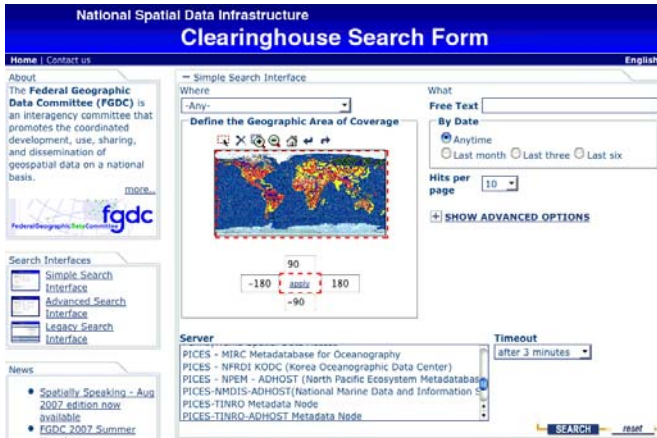 National Spatial Data Infrastructure
Clearinghouse Search Form
Home | Contact us
English
About
The Federal Geographic
Data Committee (FGDC) is
an interagency committee that
promotes the coordinated
development, use, sharing,
and dissemination of
geospatial data on a national
basis.
more..
fgdc
FederalGeographicDataCommittee
Search Interfaces
Simple Search
Interface
Advanced Search
Interface
Legacy Search
Interface
News
Spatially Speaking - Aug
2007 edition now
available
FGDC 2007 Summer
Simple Search Interface
Where
-Any-
Define the Geographic Area of Coverage
90
-180 apply 180
-90
What
Free Text
By Date
Anytime
Last month Last three Last six
Hits per
page
10
SHOW ADVANCED OPTIONS
Server
PICES - MIRC Metadatabase for Oceanography
PICES - NFRDI KODC (Korea Oceanographic Data Center)
PICES - NPEM - ADHOST (North Pacific Ecosystem Metadatabase
PICES-NMDIS-ADHOST(National Marine Data and Information S
PICES-TINRO Metadata Node
PICES-TINRO-ADHOST Metadata Node
Timeout
after 3 minutes
SEARCH
reset